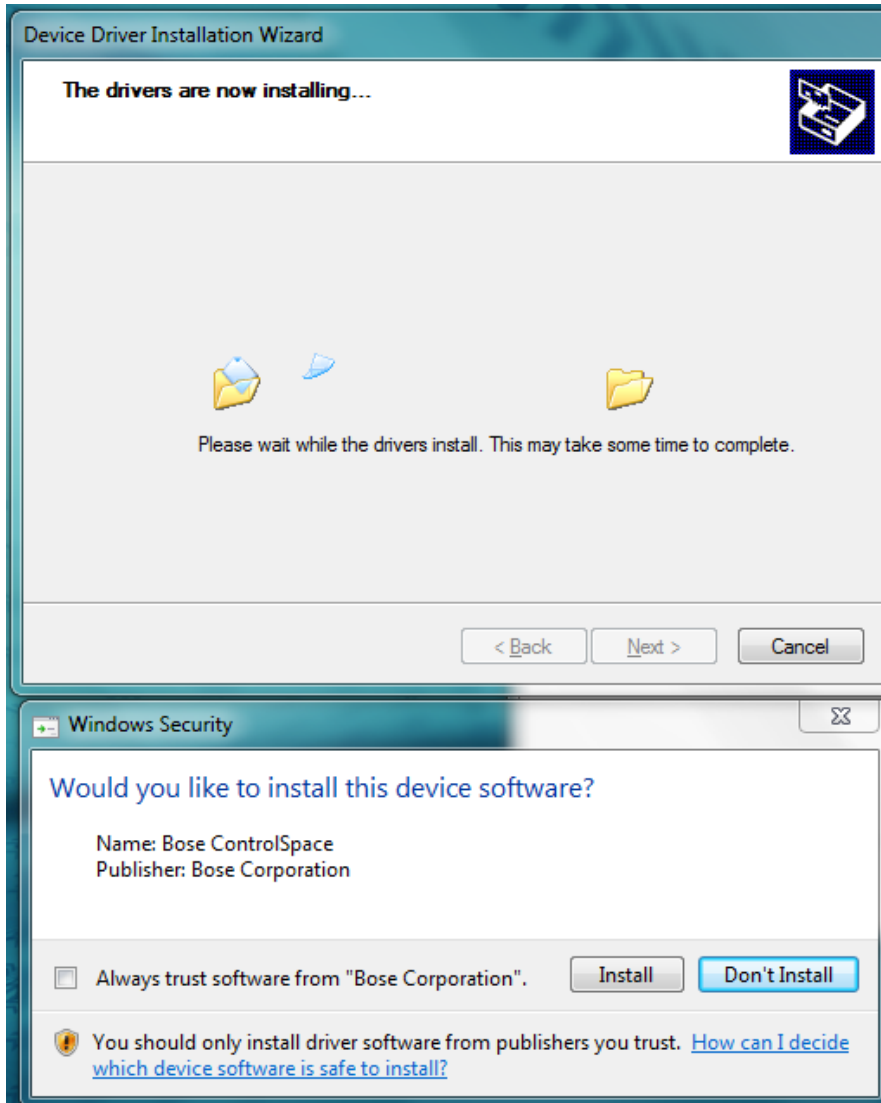 Device Driver Installation Wizard
The drivers are now installing...
Please wait while the drivers install. This may take some time to complete.
< Back
Next >
Cancel
Windows Security
Would you like to install this device software?
Name: Bose ControlSpace
Publisher: Bose Corporation
Always trust software from "Bose Corporation".
Install
Don't Install
You should only install driver software from publishers you trust. How can I decide
which device software is safe to install?